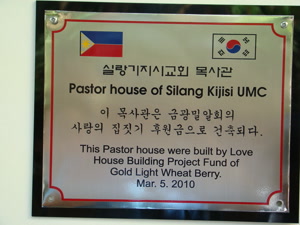 실랑기지시교회 목사관
Pastor house of Silang Kijisi UMC
이 목사관은 금광밀알회의
사랑의 집짓기 후원금으로 건축되다.
This Pastor house were built by Love
House Building Project Fund of
Gold Light Wheat Berry.
Mar. 5. 2010